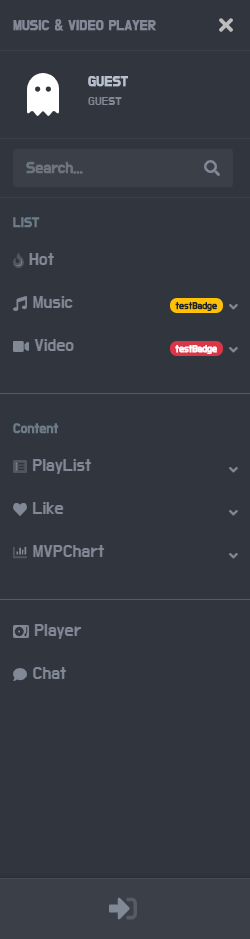 MUSIC & VIDEO PLAYER
GUEST
GUEST
Search...
LIST
Hot
Music testBadge
Video testBadge
Content
PlayList
Like
MVPChart
Player
Chat